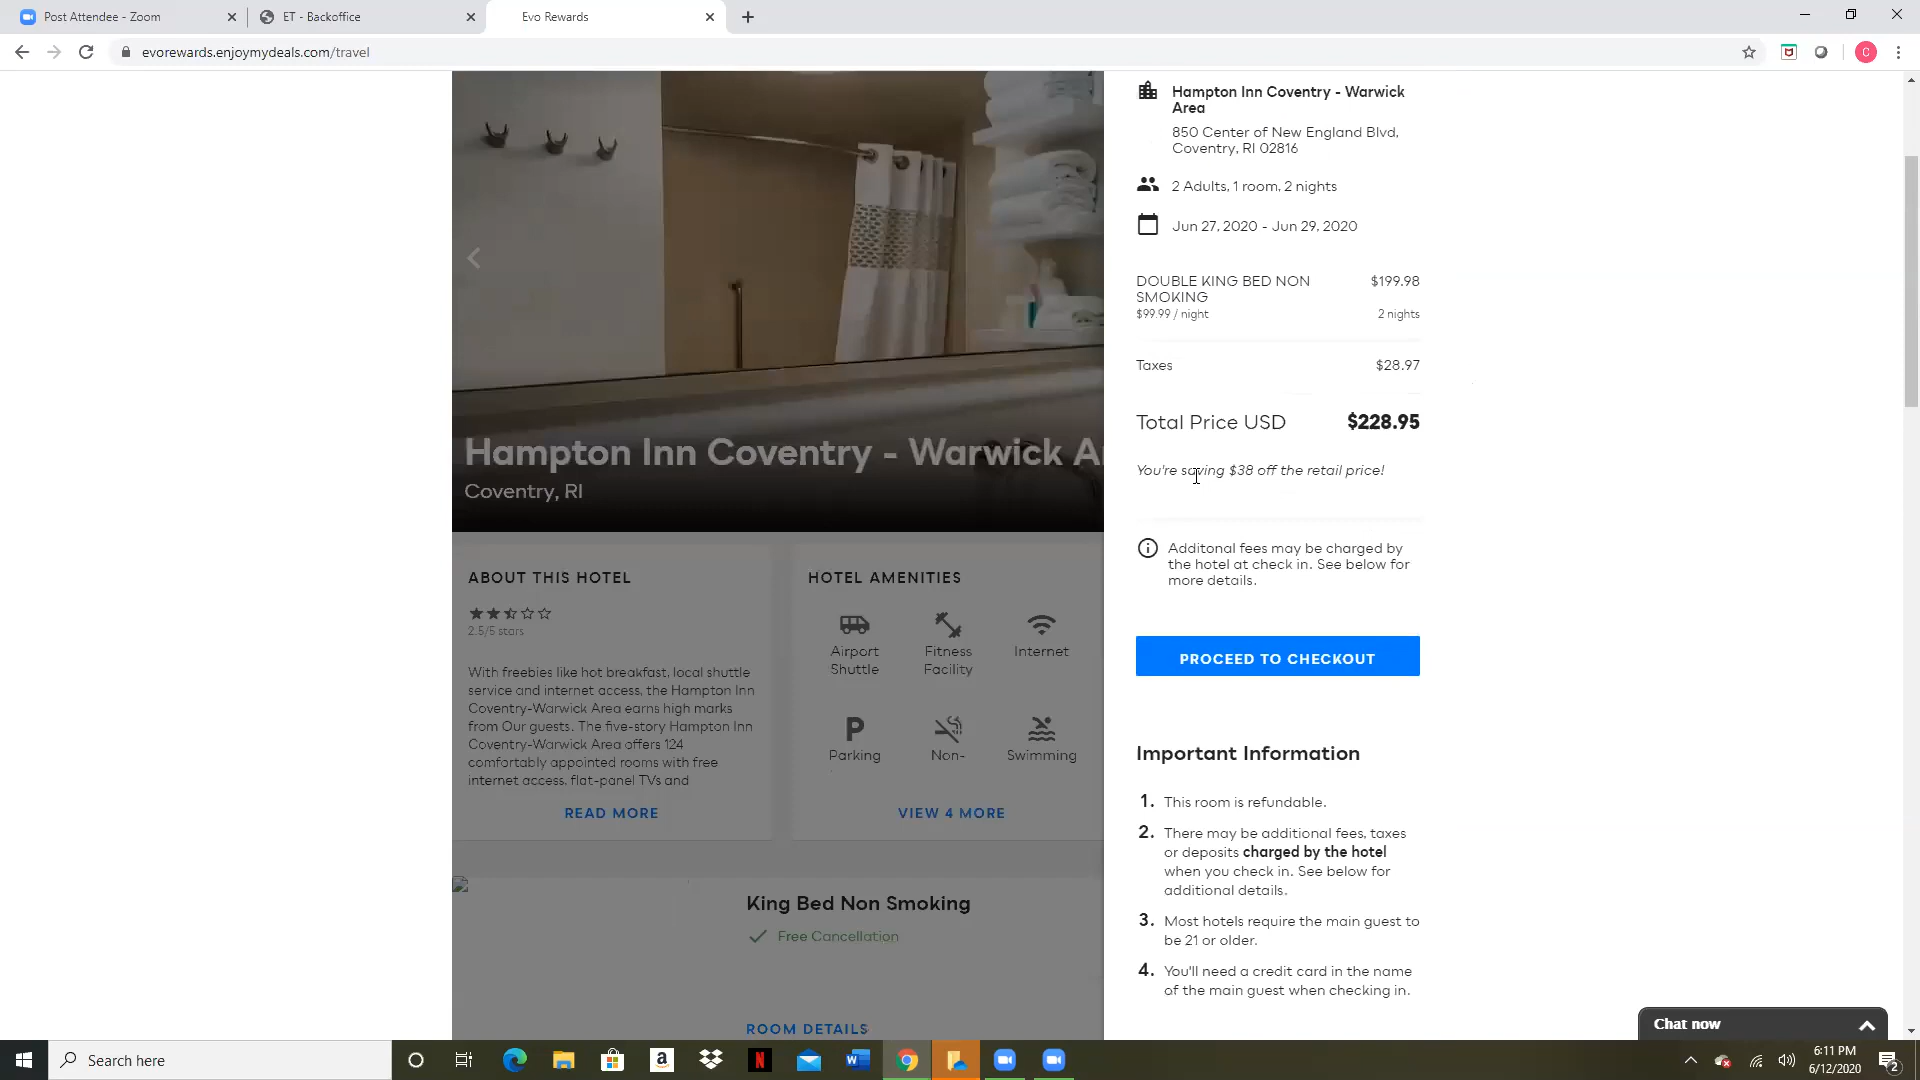 Post Attendee - Zoom
ET - Backoffice
Evo Rewards
evorewards.enjoymydeals.com/travel
C
Hampton Inn Coventry - Warwick A
Coventry, RI
ABOUT THIS HOTEL
2.5/5 stars
With freebies like hot breakfast, local shuttle
service and internet access, the Hampton Inn
Coventry-Warwick Area earns high marks
from Our guests. The five-story Hampton Inn
Coventry-Warwick Area offers 124
comfortably appointed rooms with free
internet access, flat-panel TVs and
READ MORE
HOTEL AMENITIES
Airport
Shuttle
Fitness
Facility
Internet
P
Parking
Non-
Swimming
VIEW 4 MORE
King Bed Non Smoking
Free Cancellation
ROOM DETAILS
Hampton Inn Coventry - Warwick
Area
850 Center of New England Blvd,
Coventry, RI 02816
2 Adults, 1 room, 2 nights
Jun 27, 2020 - Jun 29, 2020
DOUBLE KING BED NON
SMOKING
$199.98
$99.99 / night
2 nights
Taxes
$28.97
Total Price USD
$228.95
You're saving $38 off the retail price!
Additonal fees may be charged by
the hotel at check in. See below for
more details.
PROCEED TO CHECKOUT
Important Information
1. This room is refundable.
2. There may be additional fees, taxes
or deposits charged by the hotel
when you check in. See below for
additional details.
3. Most hotels require the main guest to
be 21 or older.
4. You'll need a credit card in the name
of the main guest when checking in.
Chat now
Search here
6:11 PM
6/12/2020
2